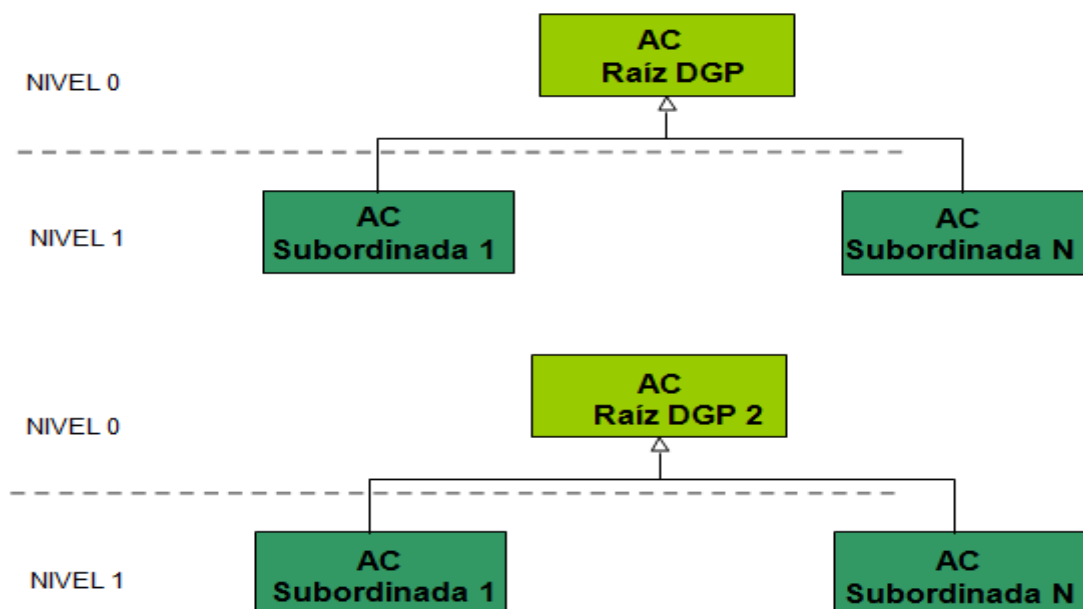 AC
Raíz DGP
NIVEL 0
NIVEL 1
AC
Subordinada 1
AC
Subordinada N
AC
Raíz DGP 2
NIVEL 0
NIVEL 1
AC
Subordinada 1
AC
Subordinada N